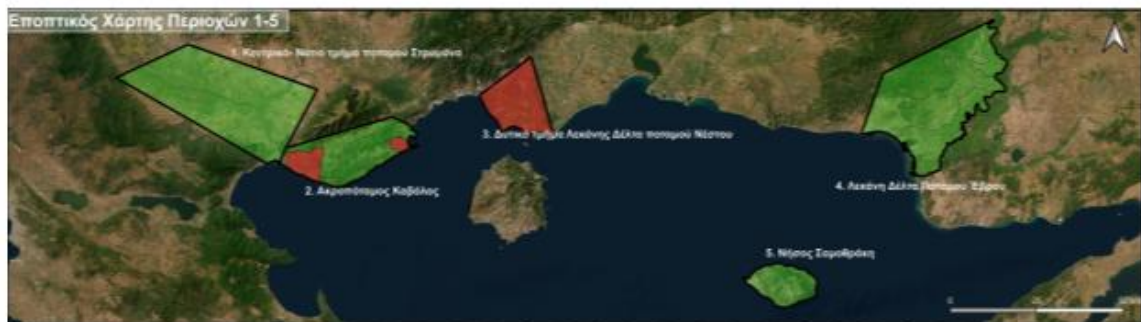 Εποπτικός Χάρτης Περιοχών 1-5
1. Κεντρικό- Νότιο τμήμα ποταμού Στρυμόνα
3. Δυτικό τμήμα Λεκάνης Δέλτα ποταμού Νέστου
2. Ακροπόταμος Καβάλας
4. Λεκάνη Δέλτα Ποταμού Έβρου
5. Νήσος Σαμοθράκη
0